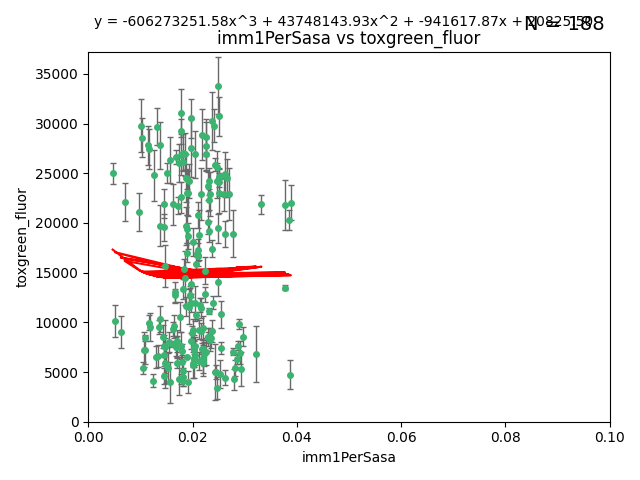 y = -606273251.58x^3 + 43748143.93x^2 + -941617.87x +
N = 188
imm1PerSasa vs toxgreen_fluor
35000
30000
25000
20000
15000
10000
5000
0
toxgreen_fluor
0.00 0.02 0.04 0.06 0.08 0.10
imm1PerSasa